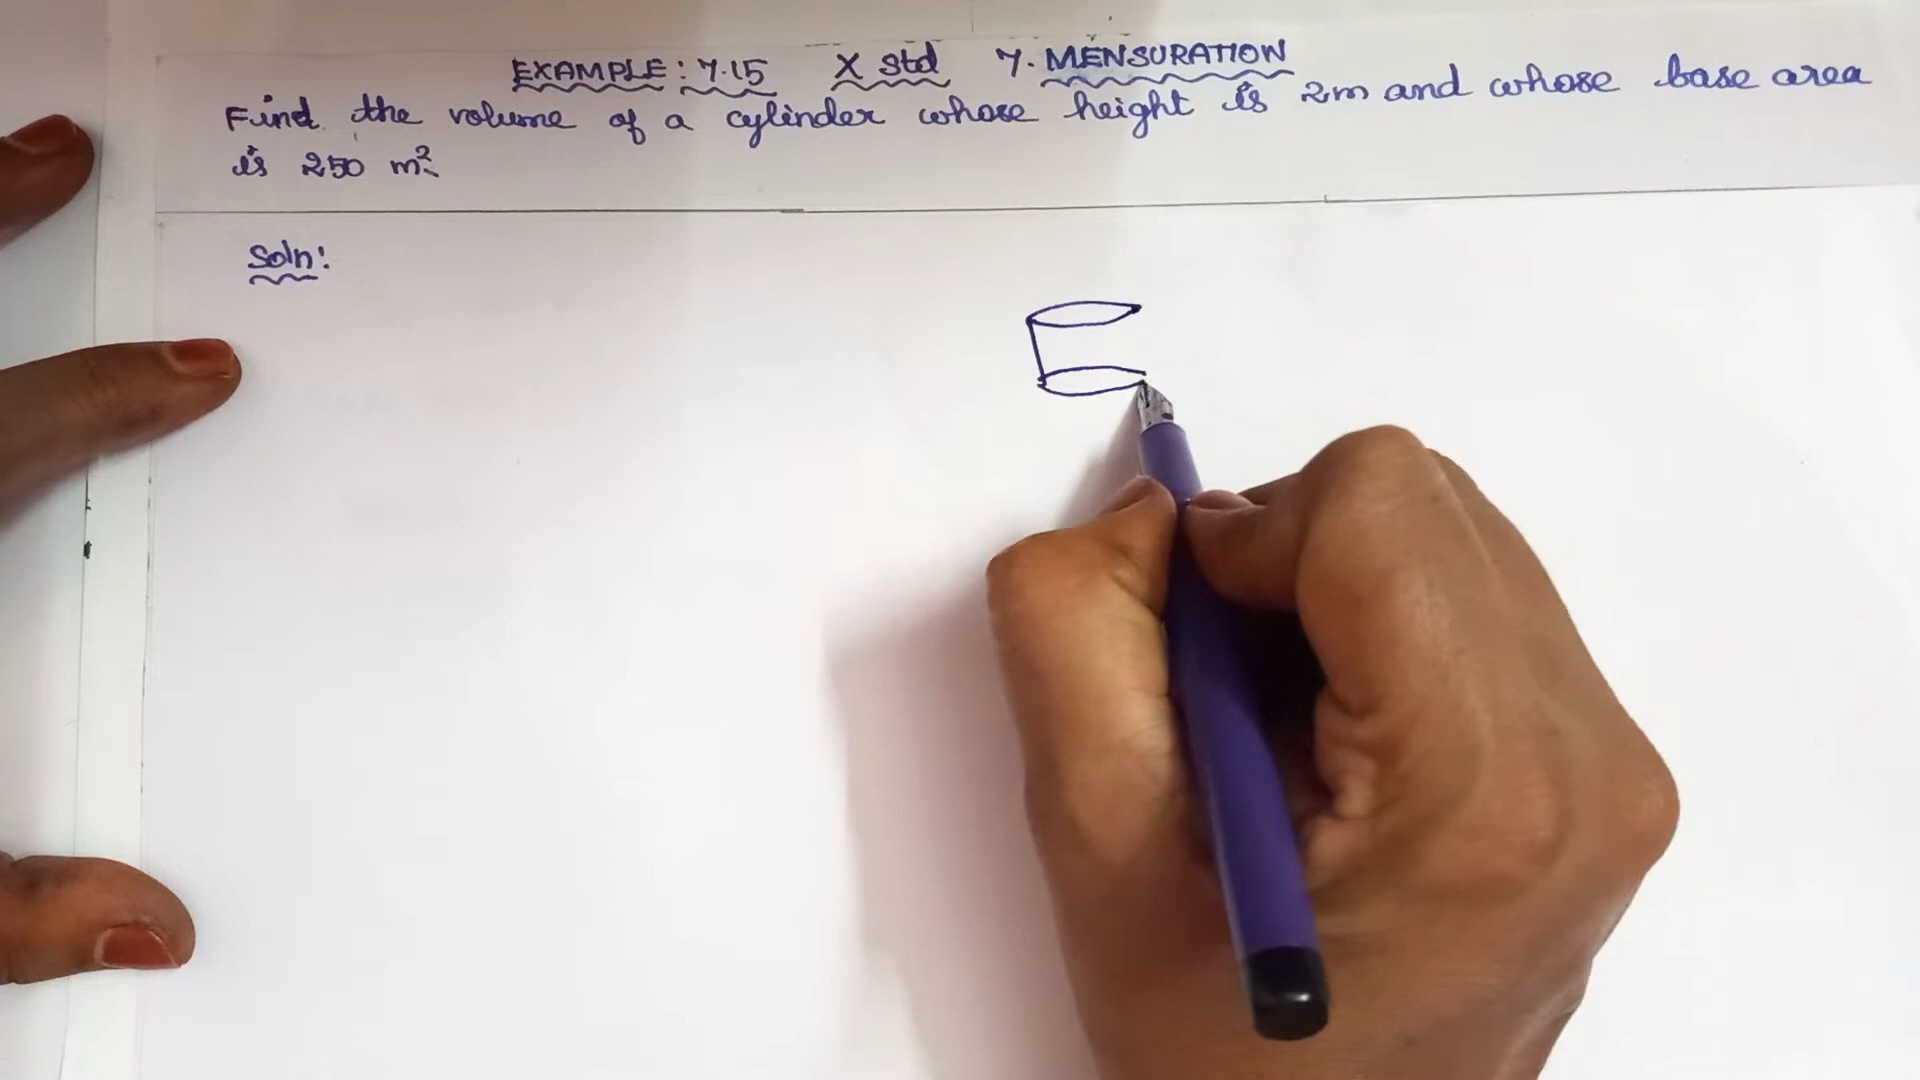 EXAMPLE: 7.15 X std 7. MENSURATION
Find the volume of a cylinder whose height is 2m and whose base area
is 250 m²
Soln: